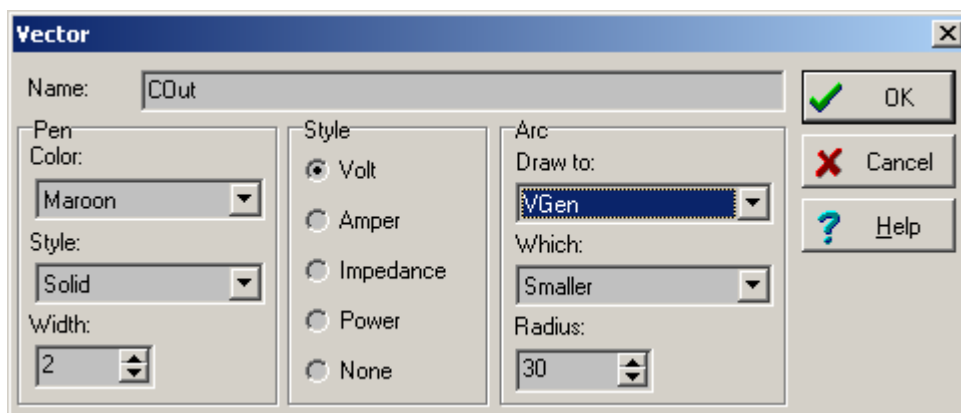 Vector
Name: COut
OK
Cancel
Help
Pen
Color:
Maroon
Style:
Solid
Width:
2
Style
Volt
Amper
Impedance
Power
None
Arc
Draw to:
VGen
Which:
Smaller
Radius:
30